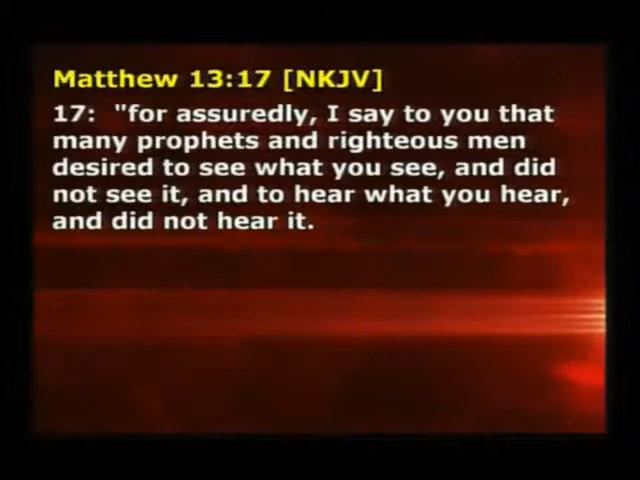 Matthew 13:17 [NKJV]
17: "for assuredly, I say to you that
many prophets and righteous men
desired to see what you see, and did
not see it, and to hear what you hear,
and did not hear it.